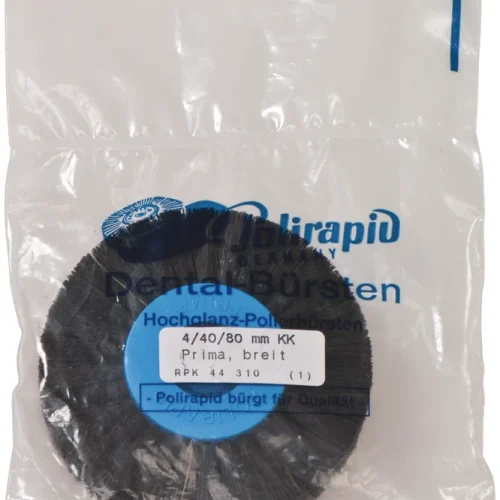 Polirapid
GERMANY
Dental-Bürsten
Hochglanz-Polierbürsten
4/40/80 mm KK
Prima, breit
RPK 44 310 (1)
- Polirapid bürgt für Qualität -
POLIRAPID